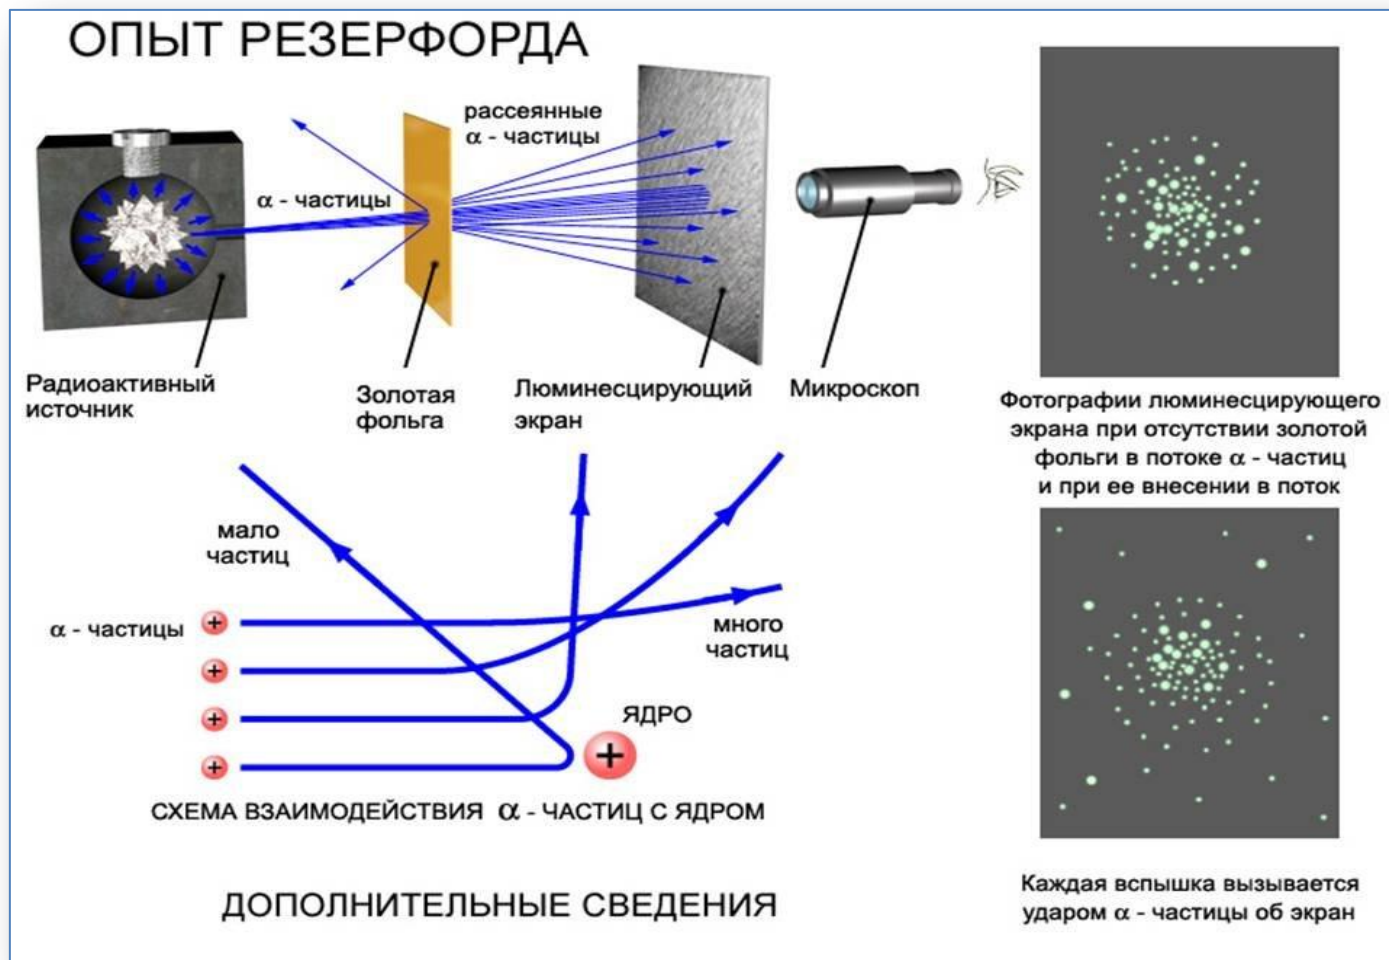 ОПЫТ РЕЗЕРФОРДА
рассеянные
α - частицы
α - частицы
Радиоактивный
источник
Золотая
фольга
Люминесцирующий
экран
Микроскоп
Фотографии люминесцирующего
экрана при отсутствии золотой
фольги в потоке α - частиц
и при ее внесении в поток
мало
частиц
α - частицы
+
+
+
+
много
частиц
ЯДРО
+
СХЕМА ВЗАИМОДЕЙСТВИЯ α - ЧАСТИЦ С ЯДРОМ
ДОПОЛНИТЕЛЬНЫЕ СВЕДЕНИЯ
Каждая вспышка вызывается
ударом α - частицы об экран